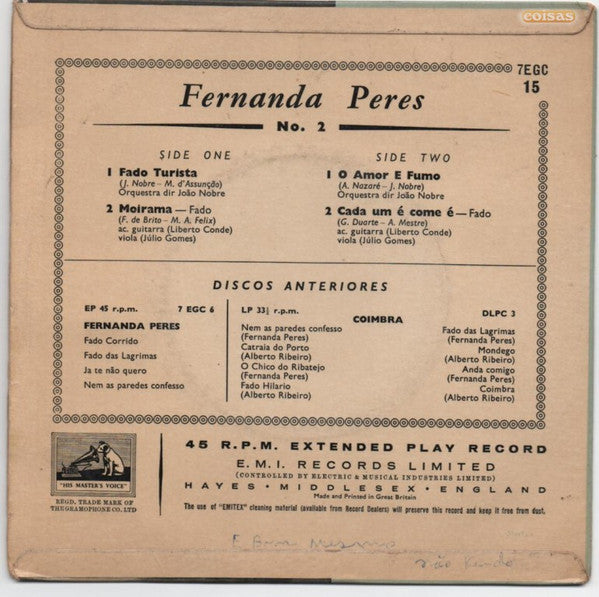 coisas
7EGC
15
Fernanda Peres
No. 2
SIDE ONE
1 Fado Turista
(J. Nobre – M. d'Assunção)
Orquestra dir João Nobre
2 Moirama — Fado
(F. de Brito – M. A. Felix)
ac. guitarra (Liberto Conde)
viola (Júlio Gomes)
SIDE TWO
1 O Amor E Fumo
(A. Nazaré – J. Nobre)
Orquestra dir João Nobre
2 Cada um é come é — Fado
(G. Duarte – A. Mestre)
ac. guitarra (Liberto Conde)
viola (Júlio Gomes)
DISCOS ANTERIORES
EP 45 r.p.m. 7 EGC 6
FERNANDA PERES
Fado Corrido
Fado das Lagrimas
Ja te não quero
Nem as paredes confesso
LP 33⅓ r.p.m. DLPC 3
COIMBRA
Nem as paredes confesso
(Fernanda Peres)
Catraia do Porto
(Alberto Ribeiro)
O Chico do Ribatejo
(Fernanda Peres)
Fado Hilario
(Alberto Ribeiro)
Fado das Lagrimas
(Fernanda Peres)
Mondego
(Alberto Ribeiro)
Anda comigo
(Fernanda Peres)
Coimbra
(Alberto Ribeiro)
"HIS MASTER'S VOICE"
REGD. TRADE MARK OF
THE GRAMOPHONE CO. LTD
45 R.P.M. EXTENDED PLAY RECORD
E.M.I. RECORDS LIMITED
(CONTROLLED BY ELECTRIC & MUSICAL INDUSTRIES LIMITED)
HAYES • MIDDLESEX • ENGLAND
Made and Printed in Great Britain
The use of "EMITEX" cleaning material (available from Record Dealers) will preserve this record and keep it free from dust.
não